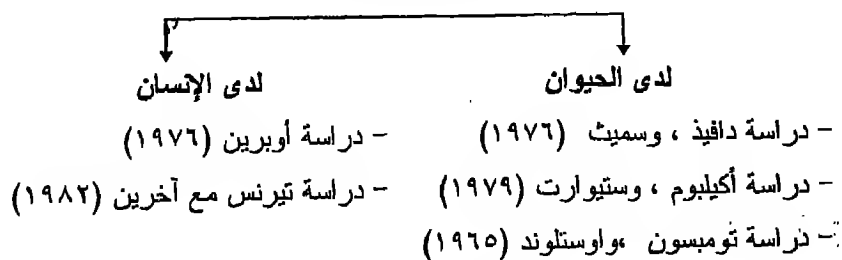 لدى الحيوان
- دراسة دافيذ ، وسميث (١٩٧٦)
- دراسة أكيلبوم ، وستيوارت (١٩٧٩)
- دراسة تومبسون ،واوستلوند (١٩٦٥)
لدى الإنسان
- دراسة أوبرين (١٩٧٦)
- دراسة تيرنس مع آخرين (١٩٨٢)